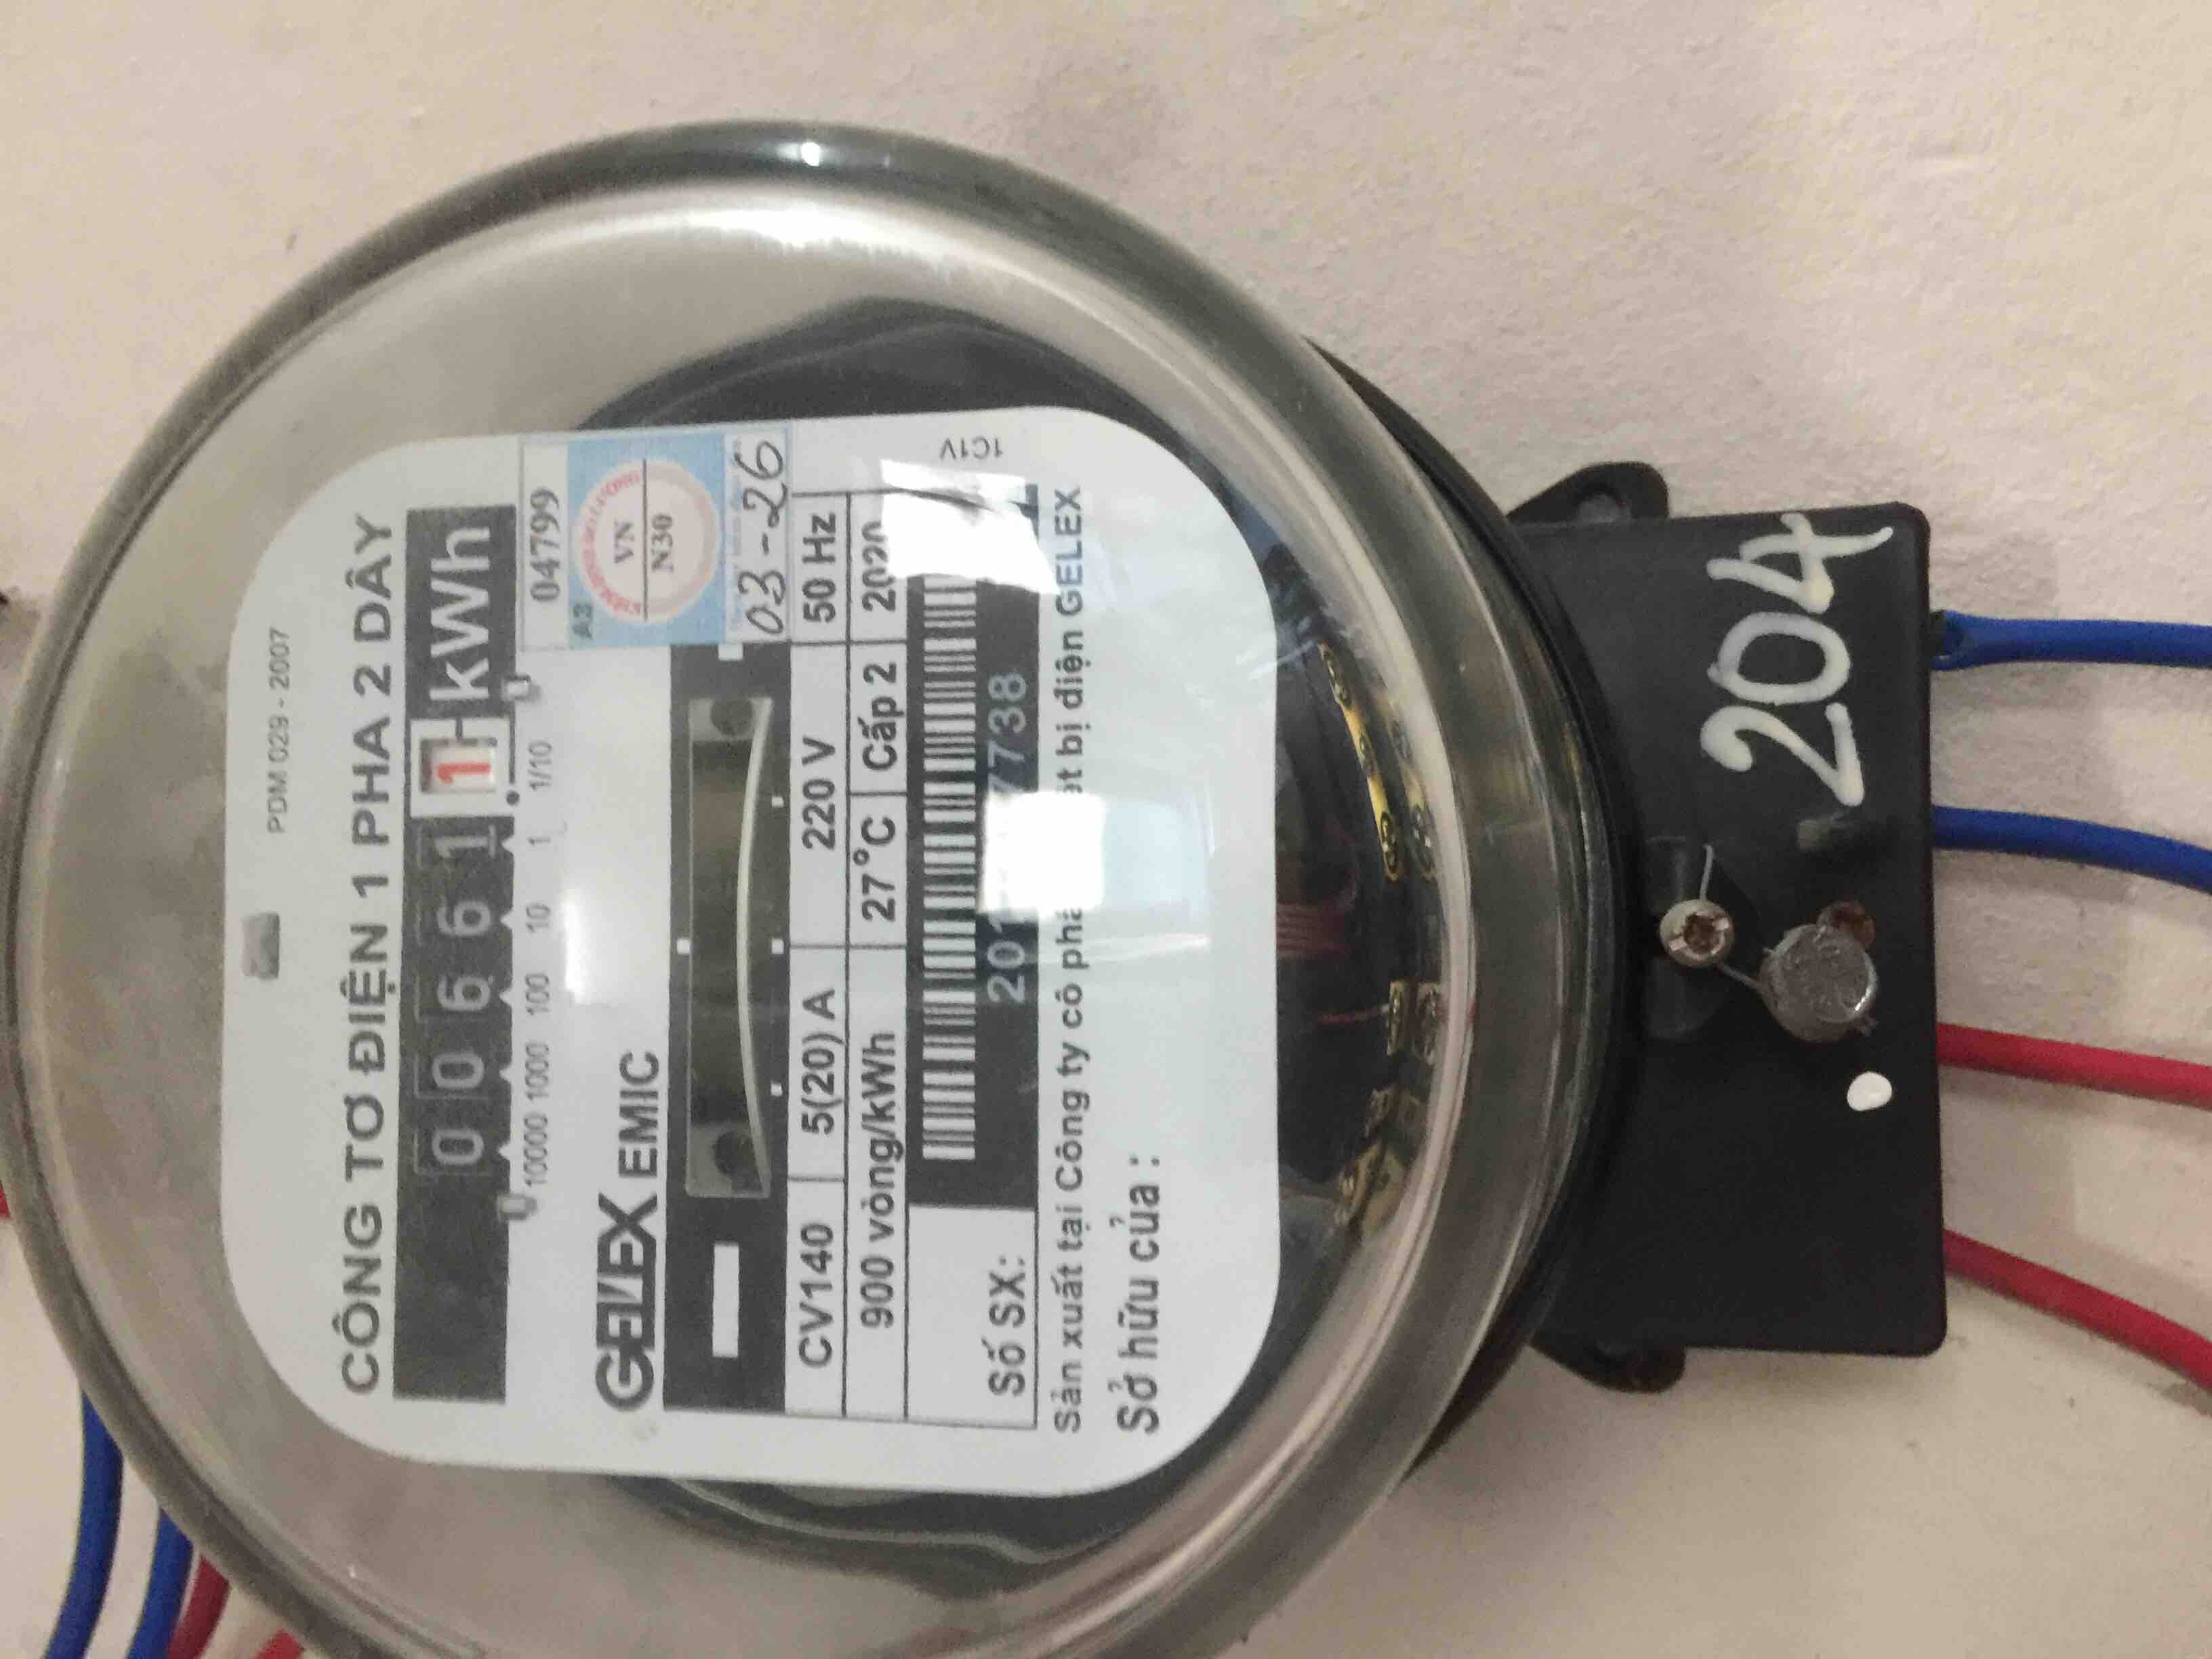 PDM 029 - 2007
CÔNG TƠ ĐIỆN 1 PHA 2 DÂY
0 0 6 6 1 1 kWh
10000 1000 100 10 1 1/10
047799
GELEX EMIC
A3
VN
N30
03-26
CV140 5(20) A 220 V 50 Hz
900 vòng/kWh 27°C Cấp 2 2020
1C1V
Số SX:
7738
Sản xuất tại Công ty cổ bị điện GELEX
Sở hữu của :
204